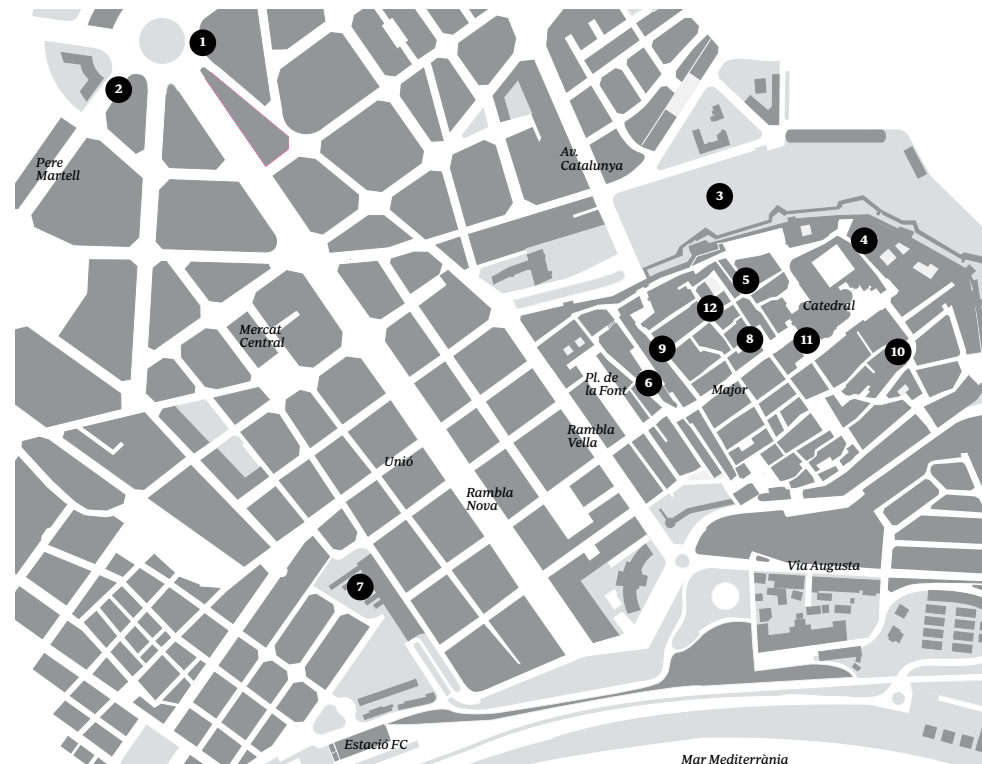 1
2
Pere
Martell
Av.
Catalunya
3
4
5
Catedral
12
Mercat
Central
8
11
9
10
Pl. de
la Font
6
Major
Rambla
Vella
Unió
Rambla
Nova
Via Augusta
7
Estació FC
Mar Mediterrània